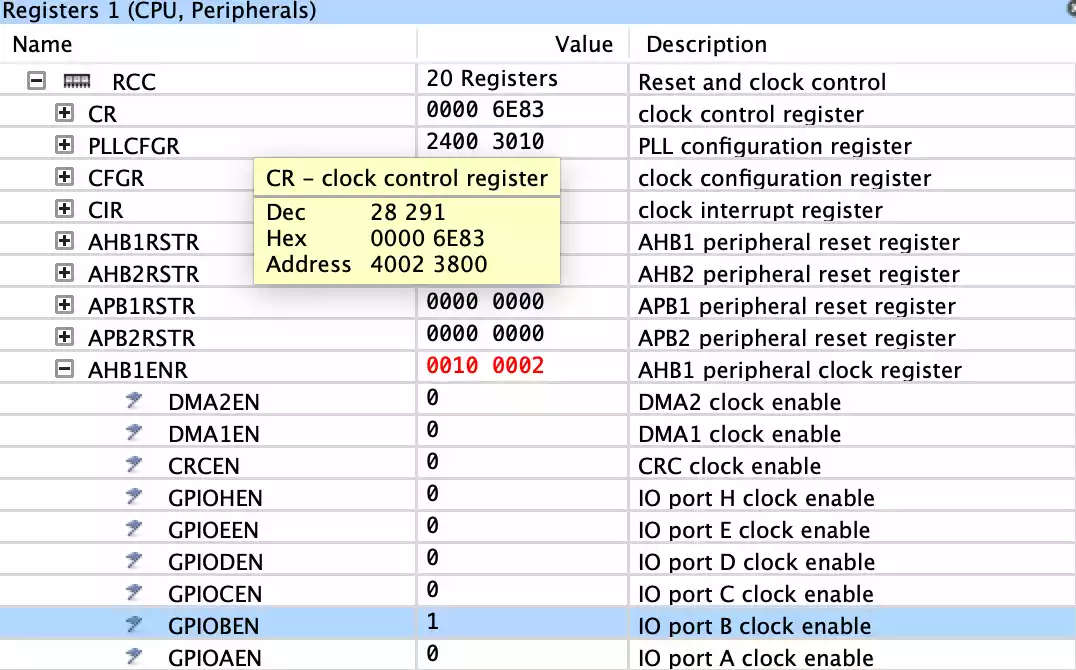 Registers 1 (CPU, Peripherals)
Name Value Description
RCC 20 Registers Reset and clock control
CR 0000 6E83 clock control register
PLLCFGR 2400 3010 PLL configuration register
CFGR clock configuration register
CIR clock interrupt register
AHB1RSTR AHB1 peripheral reset register
AHB2RSTR AHB2 peripheral reset register
CR – clock control register
Dec 28 291
Hex 0000 6E83
Address 4002 3800
APB1RSTR 0000 0000 APB1 peripheral reset register
APB2RSTR 0000 0000 APB2 peripheral reset register
AHB1ENR 0010 0002 AHB1 peripheral clock register
DMA2EN 0 DMA2 clock enable
DMA1EN 0 DMA1 clock enable
CRCEN 0 CRC clock enable
GPIOHEN 0 IO port H clock enable
GPIOEEN 0 IO port E clock enable
GPIODEN 0 IO port D clock enable
GPIOCEN 0 IO port C clock enable
GPIOBEN 1 IO port B clock enable
GPIOAEN 0 IO port A clock enable